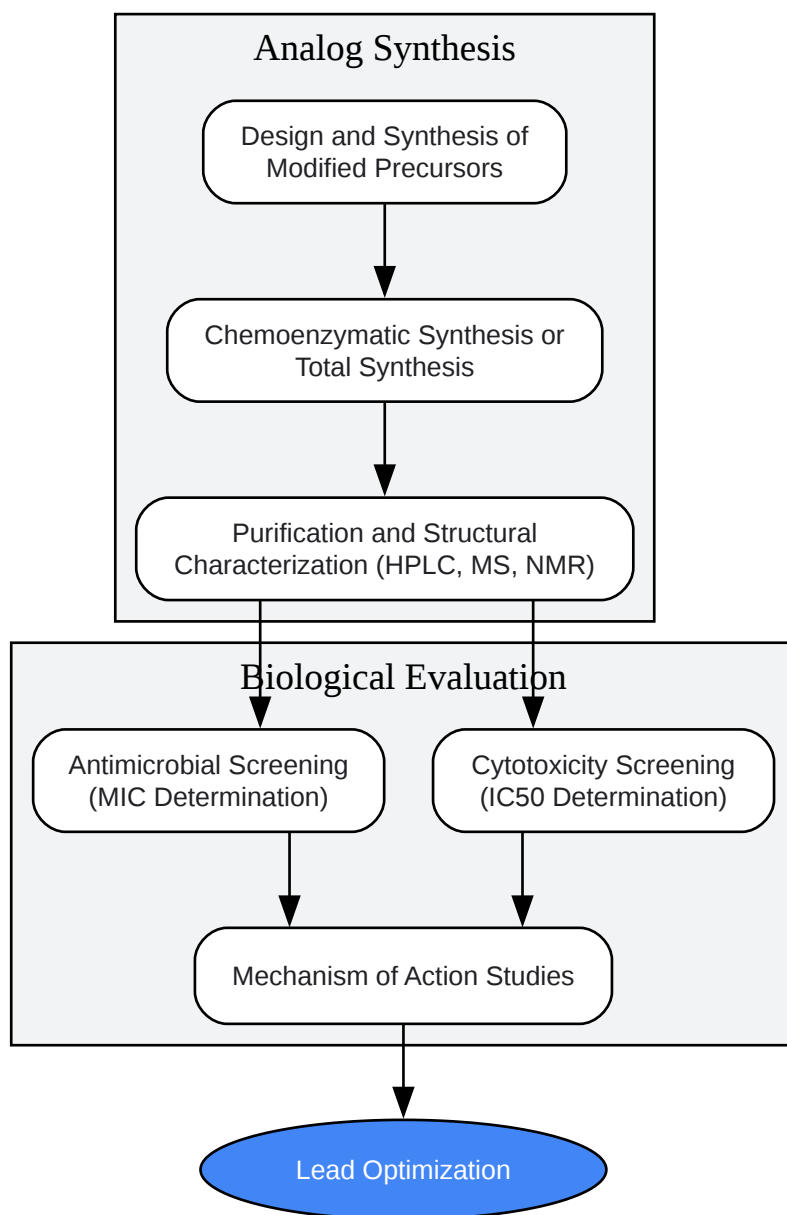 Analog Synthesis
Design and Synthesis of
Modified Precursors
Chemoenzymatic Synthesis or
Total Synthesis
Purification and Structural
Characterization (HPLC, MS, NMR)
Biological Evaluation
Antimicrobial Screening
(MIC Determination)
Cytotoxicity Screening
(IC50 Determination)
Mechanism of Action Studies
Lead Optimization